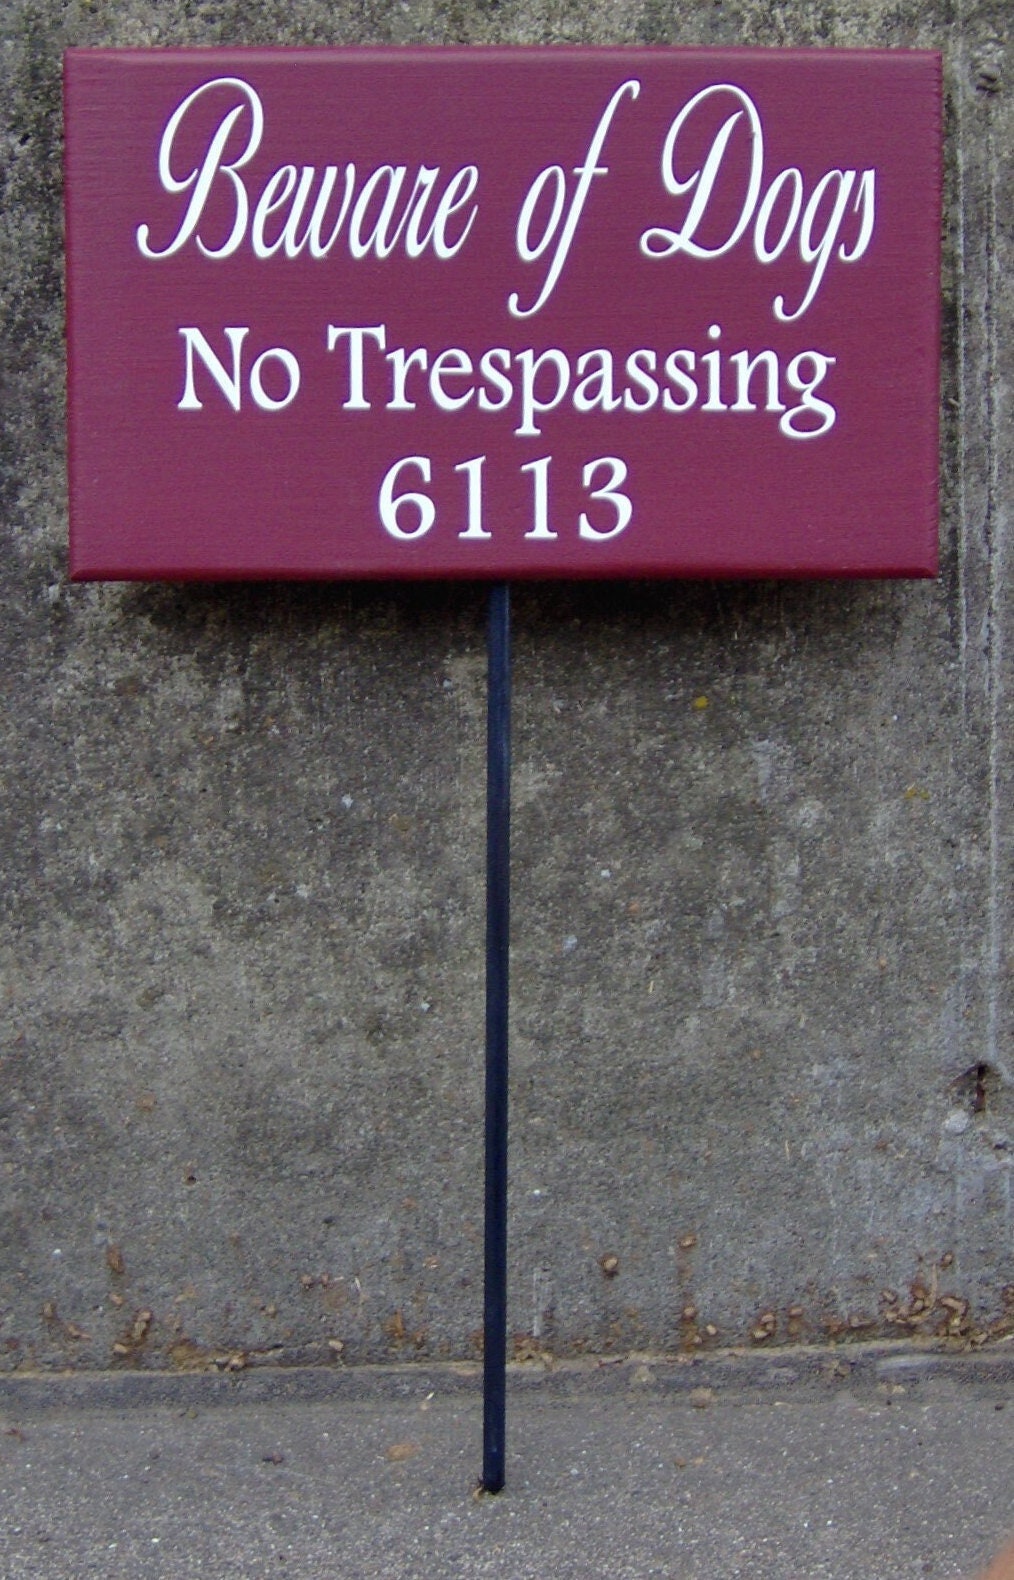 Beware of Dogs
No Trespassing
6113